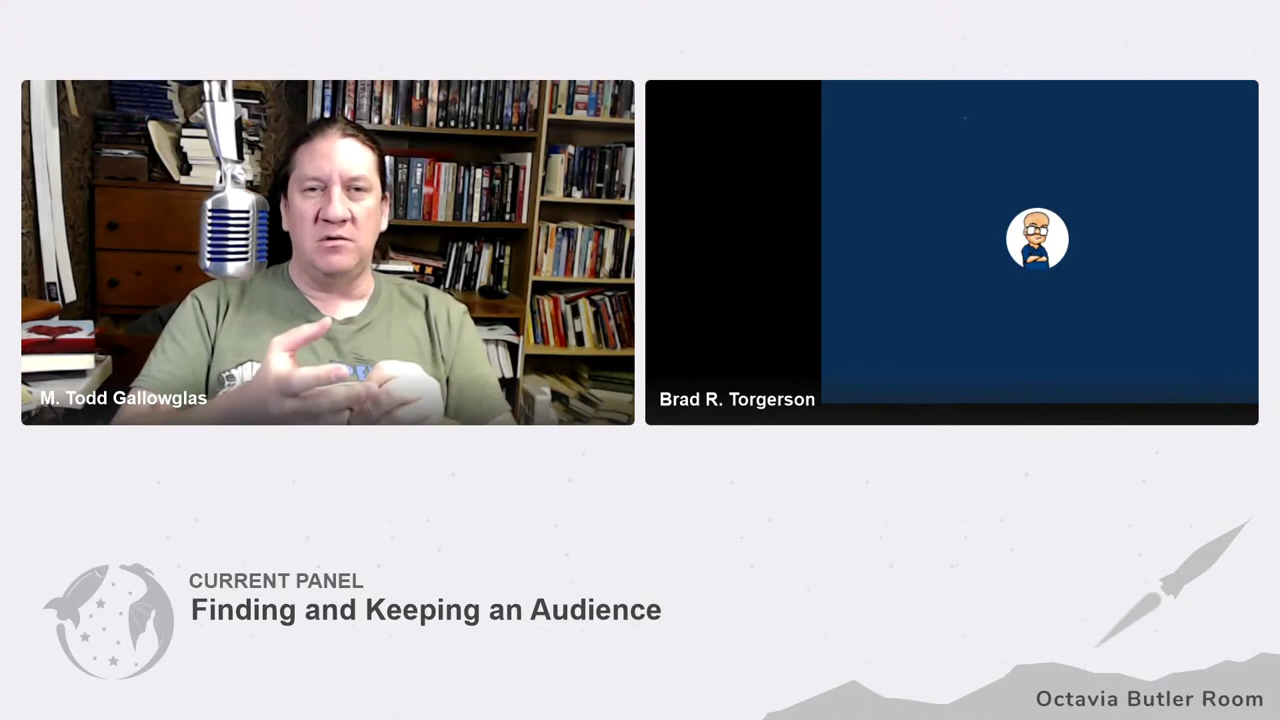 M. Todd Gallowglas
Brad R. Torgerson
CURRENT PANEL
Finding and Keeping an Audience
Octavia Butler Room